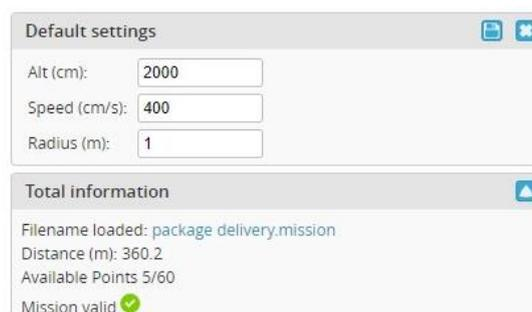 Default settings
Alt (cm): 2000
Speed (cm/s): 400
Radius (m): 1
Total information
Filename loaded: package delivery.mission
Distance (m): 360.2
Available Points 5/60
Mission valid